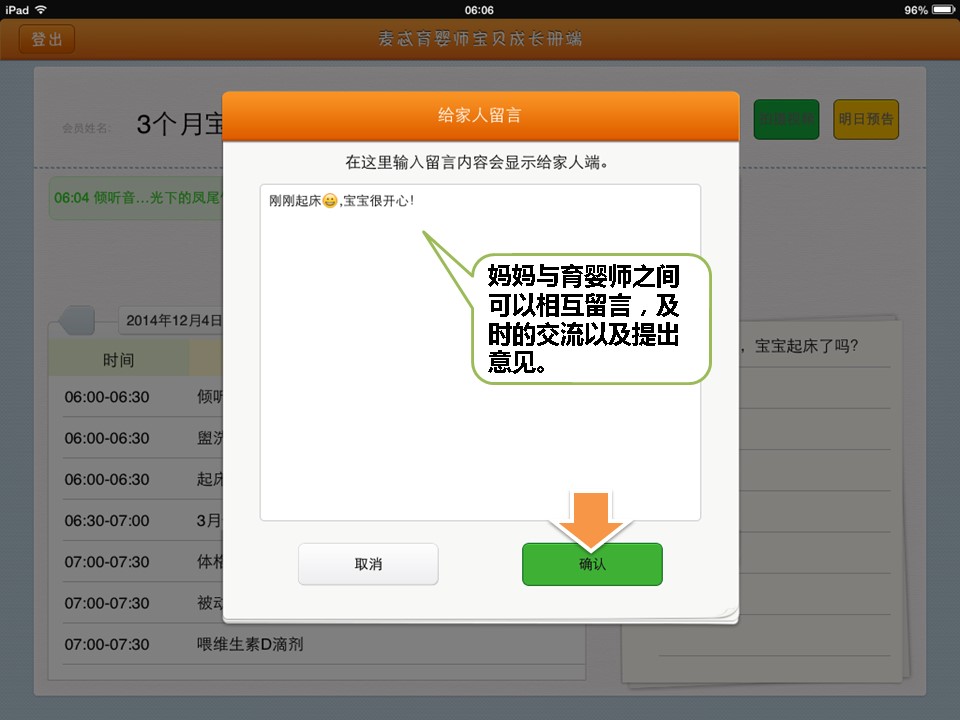 iPad
06:06
96%
登出
麦忒育婴师宝贝成长册端
会员姓名:
3个月宝
明日预告
给家人留言
在这里输入留言内容会显示给家人端。
06:04 倾听音...光下的凤尾
刚刚起床😀,宝宝很开心!
妈妈与育婴师之间
可以相互留言，及
时的交流以及提出
意见。
2014年12月4日
，宝宝起床了吗?
时间
06:00-06:30 倾听
06:00-06:30 盥洗
06:00-06:30 起床
06:30-07:00 3月
07:00-07:30 体格
07:00-07:30 被动
07:00-07:30 喂维生素D滴剂
取消
确认